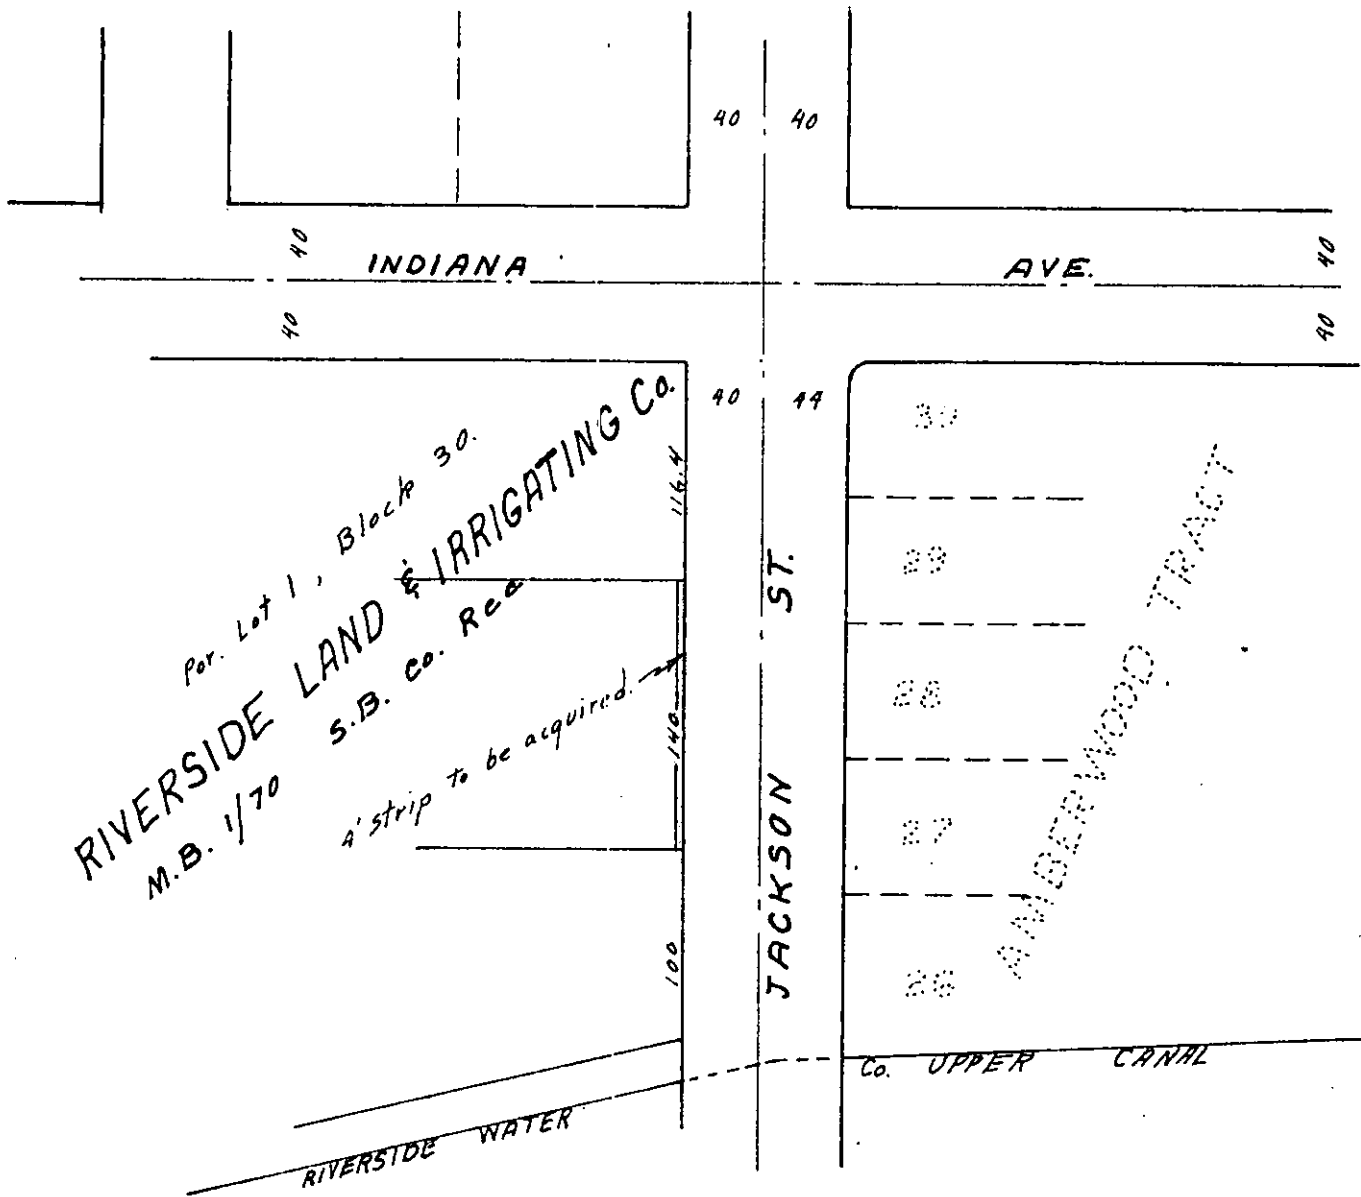 40 40
40
INDIANA AVE.
40
40
40
40 44
30
Por. Lot 1, Block 30.
RIVERSIDE LAND & IRRIGATING Co.
M.B. 1/70 S.B. Co. Rec
116.4
4' strip to be acquired.
140
100
JACKSON ST.
29
28
27
26
AMBERWOOD TRACT
RIVERSIDE WATER Co. UPPER CANAL